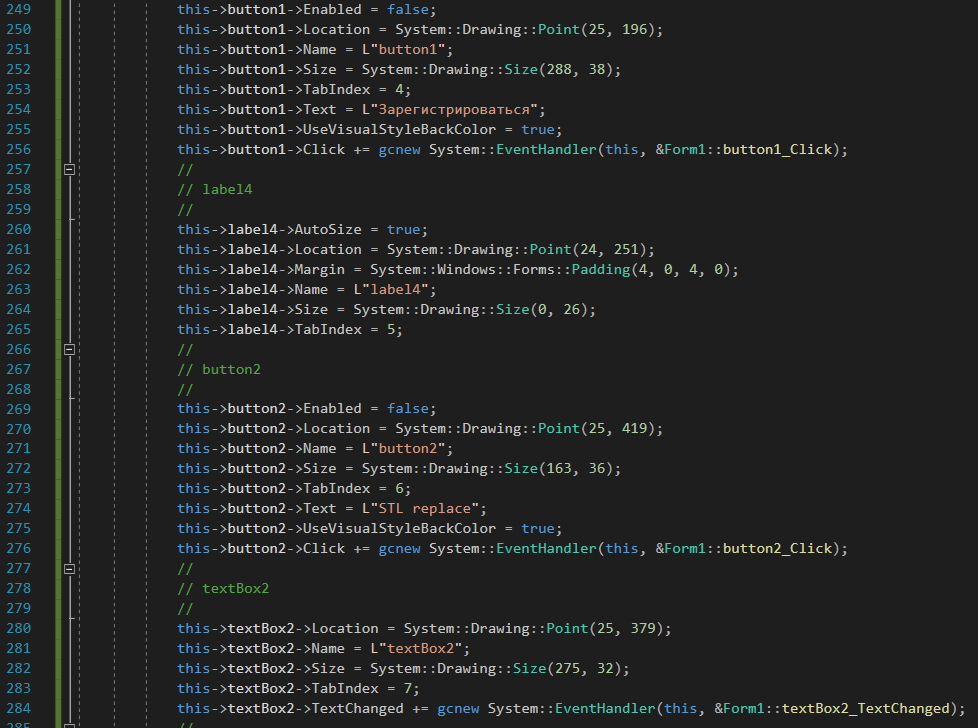 249 this->button1->Enabled = false;
250 this->button1->Location = System::Drawing::Point(25, 196);
251 this->button1->Name = L"button1";
252 this->button1->Size = System::Drawing::Size(288, 38);
253 this->button1->TabIndex = 4;
254 this->button1->Text = L"Зарегистрироваться";
255 this->button1->UseVisualStyleBackColor = true;
256 this->button1->Click += gcnew System::EventHandler(this, &Form1::button1_Click);
257 //
258 // label4
259 //
260 this->label4->AutoSize = true;
261 this->label4->Location = System::Drawing::Point(24, 251);
262 this->label4->Margin = System::Windows::Forms::Padding(4, 0, 4, 0);
263 this->label4->Name = L"label4";
264 this->label4->Size = System::Drawing::Size(0, 26);
265 this->label4->TabIndex = 5;
266 //
267 // button2
268 //
269 this->button2->Enabled = false;
270 this->button2->Location = System::Drawing::Point(25, 419);
271 this->button2->Name = L"button2";
272 this->button2->Size = System::Drawing::Size(163, 36);
273 this->button2->TabIndex = 6;
274 this->button2->Text = L"STL replace";
275 this->button2->UseVisualStyleBackColor = true;
276 this->button2->Click += gcnew System::EventHandler(this, &Form1::button2_Click);
277 //
278 // textBox2
279 //
280 this->textBox2->Location = System::Drawing::Point(25, 379);
281 this->textBox2->Name = L"textBox2";
282 this->textBox2->Size = System::Drawing::Size(275, 32);
283 this->textBox2->TabIndex = 7;
284 this->textBox2->TextChanged += gcnew System::EventHandler(this, &Form1::textBox2_TextChanged);
285 //